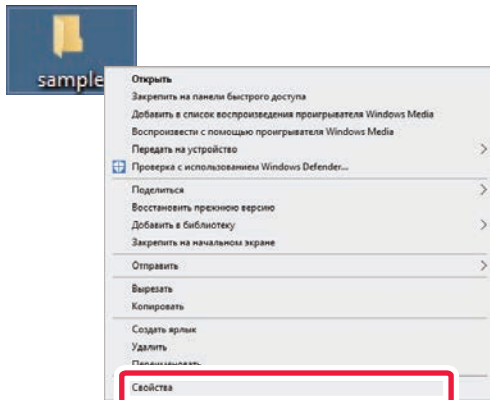 sample
Открыть
Закрепить на панели быстрого доступа
Добавить в список воспроизведения проигрывателя Windows Media
Воспроизвести с помощью проигрывателя Windows Media
Передать на устройство
Проверка с использованием Windows Defender...
Поделиться
Восстановить прежнюю версию
Добавить в библиотеку
Закрепить на начальном экране
Отправить
Вырезать
Копировать
Создать ярлык
Удалить
Переименовать
Свойства